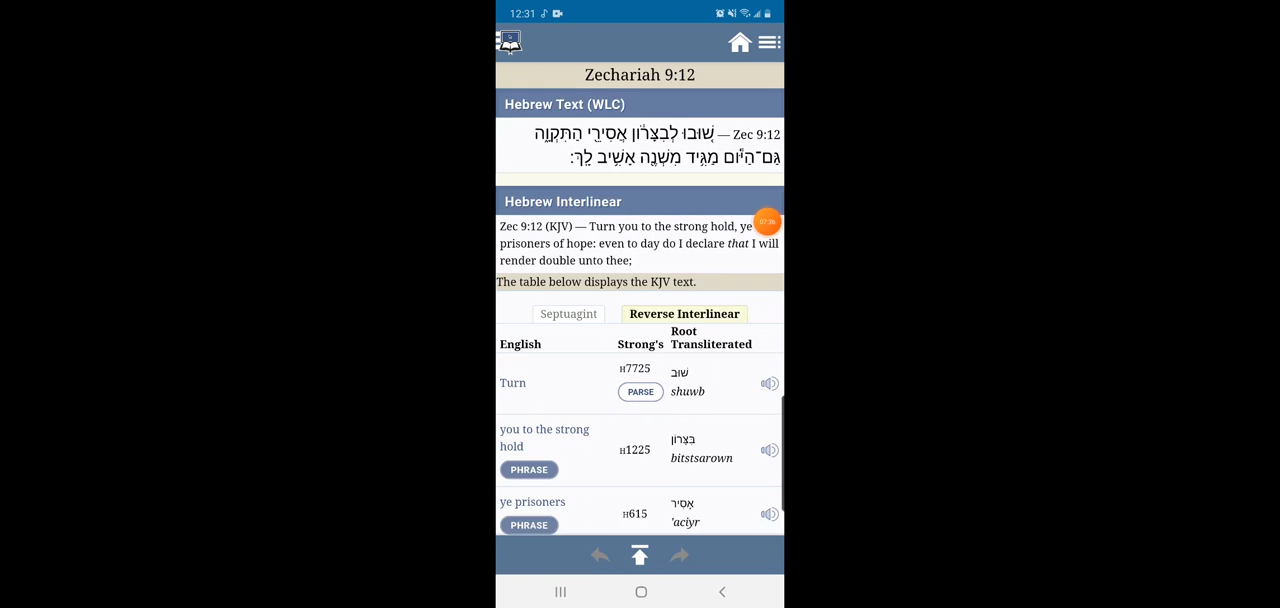 12:31
Zechariah 9:12
Hebrew Text (WLC)
Zec 9:12 — שׁ֚וּבוּ לְבִצָּר֔וֹן אֲסִירֵ֖י הַתִּקְוָ֑ה
גַּם־הַיּ֕וֹם מַגִּ֥יד מִשְׁנֶ֖ה אָשִׁ֥יב לָֽךְ׃
Hebrew Interlinear
Zec 9:12 (KJV) — Turn you to the strong hold, ye
07:36
prisoners of hope: even to day do I declare that I will
render double unto thee;
The table below displays the KJV text.
Septuagint Reverse Interlinear
English Strong's Root Transliterated
Turn H7725 שׁוּב
PARSE shuwb
you to the strong hold H1225 בִּצָּרוֹן
PHRASE bitstsarown
ye prisoners H615 אָסִיר
PHRASE 'aciyr